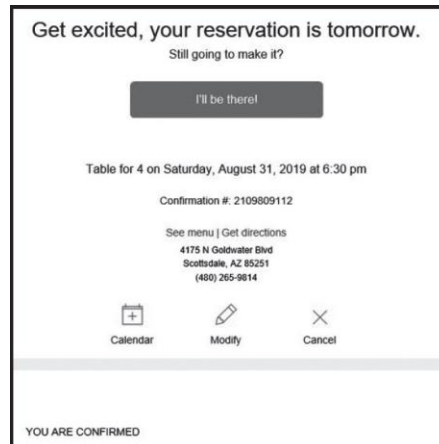 Get excited, your reservation is tomorrow.
Still going to make it?
I'll be there!
Table for 4 on Saturday, August 31, 2019 at 6:30 pm
Confirmation #: 2109809112
See menu | Get directions
4175 N Goldwater Blvd
Scottsdale, AZ 85251
(480) 265-9814
Calendar Modify Cancel
YOU ARE CONFIRMED